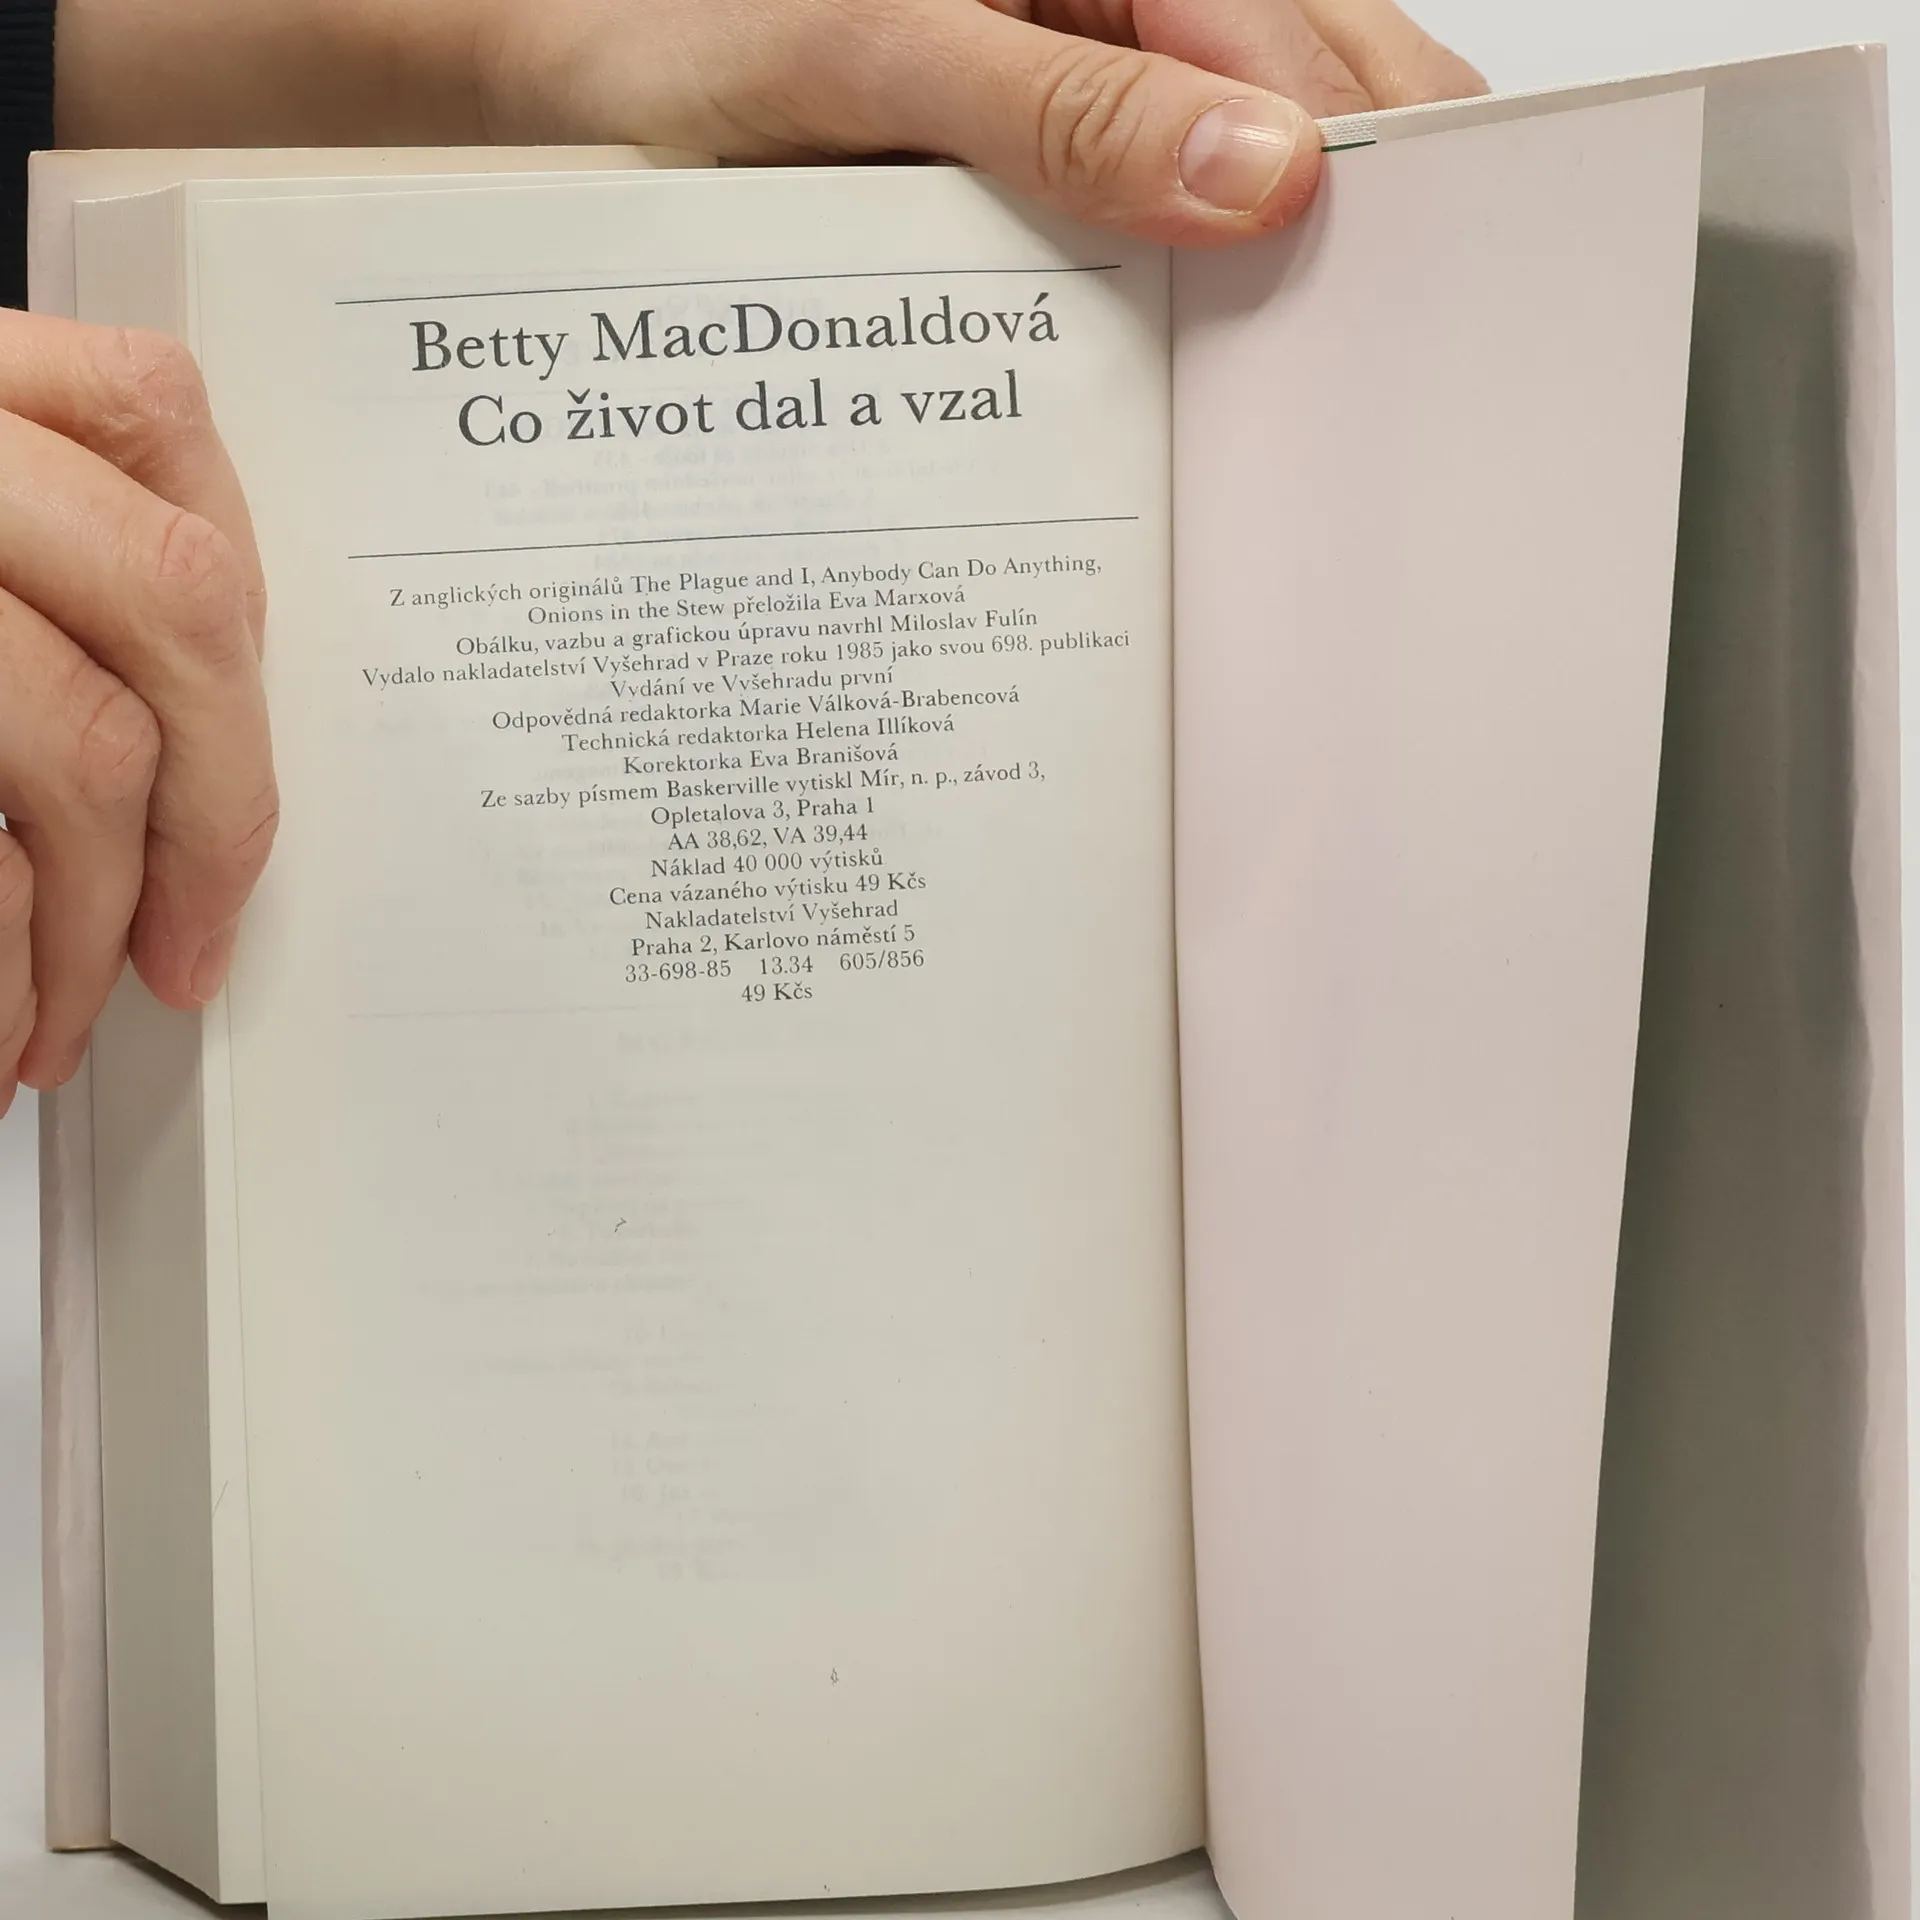 Betty MacDonaldová
Co život dal a vzal
Z anglických originálů The Plague and I, Anybody Can Do Anything,
Onions in the Stew přeložila Eva Marxová
Obálku, vazbu a grafickou úpravu navrhl Miloslav Fulín
Vydalo nakladatelství Vyšehrad v Praze roku 1985 jako svou 698. publikaci
Vydání ve Vyšehradu první
Odpovědná redaktorka Marie Válková-Brabencová
Technická redaktorka Helena Illíková
Korektorka Eva Branišová
Ze sazby písmem Baskerville vytiskl Mír, n. p., závod 3,
Opletalova 3, Praha 1
AA 38,62, VA 39,44
Náklad 40 000 výtisků
Cena vázaného výtisku 49 Kčs
Nakladatelství Vyšehrad
Praha 2, Karlovo náměstí 5
33-698-85 13.34 605/856
49 Kčs